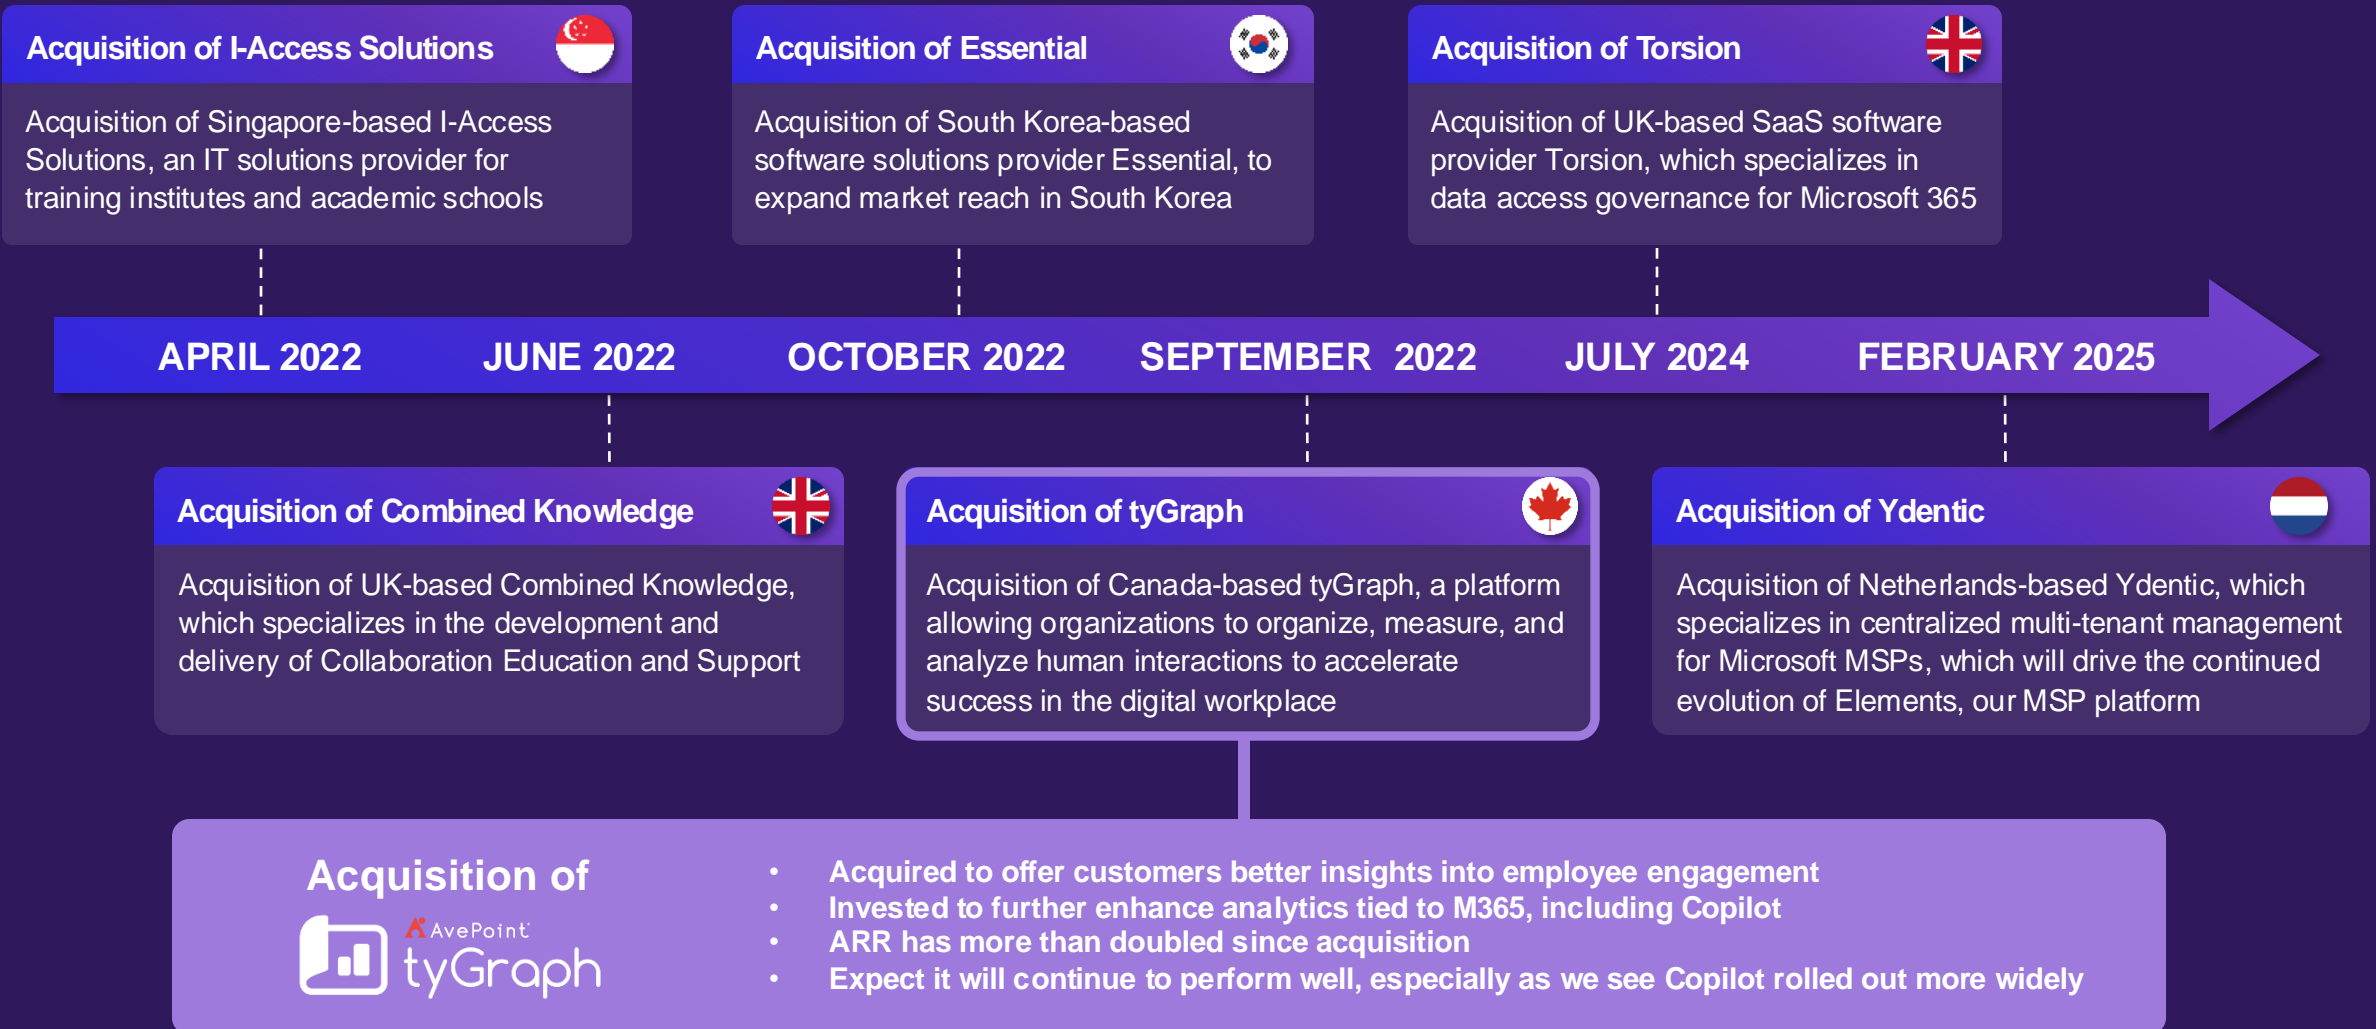 Acquisition of I-Access Solutions
Acquisition of Singapore-based I-Access
Solutions, an IT solutions provider for
training institutes and academic schools
Acquisition of Essential
Acquisition of South Korea-based
software solutions provider Essential, to
expand market reach in South Korea
Acquisition of Torsion
Acquisition of UK-based SaaS software
provider Torsion, which specializes in
data access governance for Microsoft 365
APRIL 2022
JUNE 2022
OCTOBER 2022
SEPTEMBER 2022
JULY 2024
FEBRUARY 2025
Acquisition of Combined Knowledge
Acquisition of UK-based Combined Knowledge,
which specializes in the development and
delivery of Collaboration Education and Support
Acquisition of tyGraph
Acquisition of Canada-based tyGraph, a platform
allowing organizations to organize, measure, and
analyze human interactions to accelerate
success in the digital workplace
Acquisition of Ydentic
Acquisition of Netherlands-based Ydentic, which
specializes in centralized multi-tenant management
for Microsoft MSPs, which will drive the continued
evolution of Elements, our MSP platform
Acquisition of
AvePoint
tyGraph
• Acquired to offer customers better insights into employee engagement
• Invested to further enhance analytics tied to M365, including Copilot
• ARR has more than doubled since acquisition
• Expect it will continue to perform well, especially as we see Copilot rolled out more widely